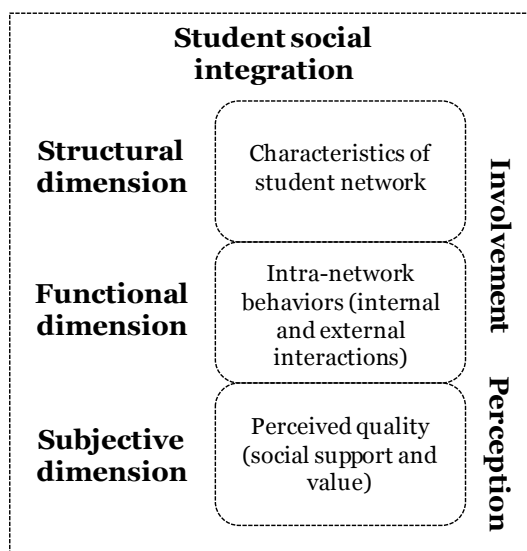 Student social
integration
Structural
dimension
Characteristics of
student network
Involvement
Functional
dimension
Intra-network
behaviors (internal
and external
interactions)
Subjective
dimension
Perceived quality
(social support and
value)
Perception